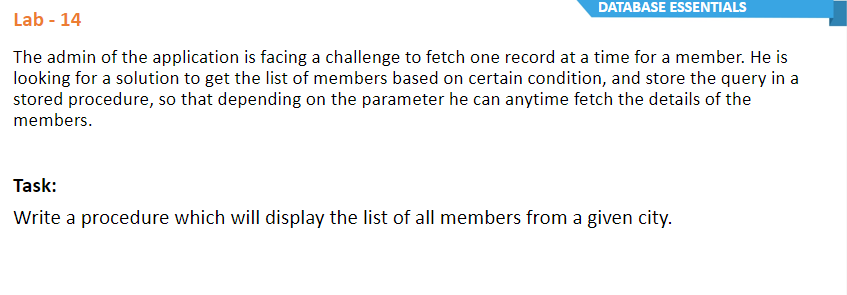 DATABASE ESSENTIALS
Lab - 14
The admin of the application is facing a challenge to fetch one record at a time for a member. He is
looking for a solution to get the list of members based on certain condition, and store the query in a
stored procedure, so that depending on the parameter he can anytime fetch the details of the
members.
Task:
Write a procedure which will display the list of all members from a given city.